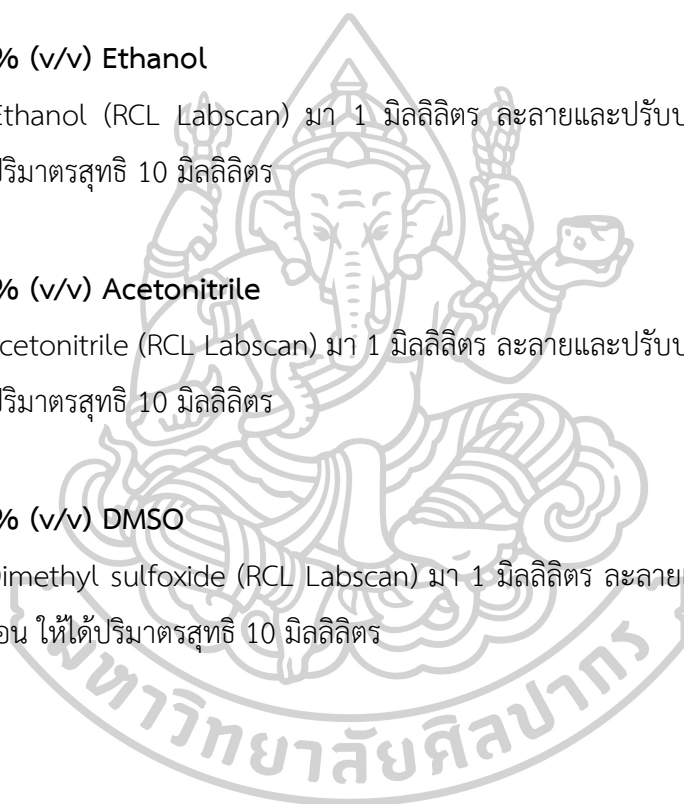 % (v/v) Ethanol
Ethanol (RCL Labscan) มา 1 มิลลิลิตร ละลายและปรับป
ปริมาตรสุทธิ 10 มิลลิลิตร
% (v/v) Acetonitrile
cetonitrile (RCL Labscan) มา 1 มิลลิลิตร ละลายและปรับป
ปริมาตรสุทธิ 10 มิลลิลิตร
% (v/v) DMSO
Dimethyl sulfoxide (RCL Labscan) มา 1 มิลลิลิตร ละลาย
อน ให้ได้ปริมาตรสุทธิ 10 มิลลิลิตร
มหาวิทยาลัยศิลปากร